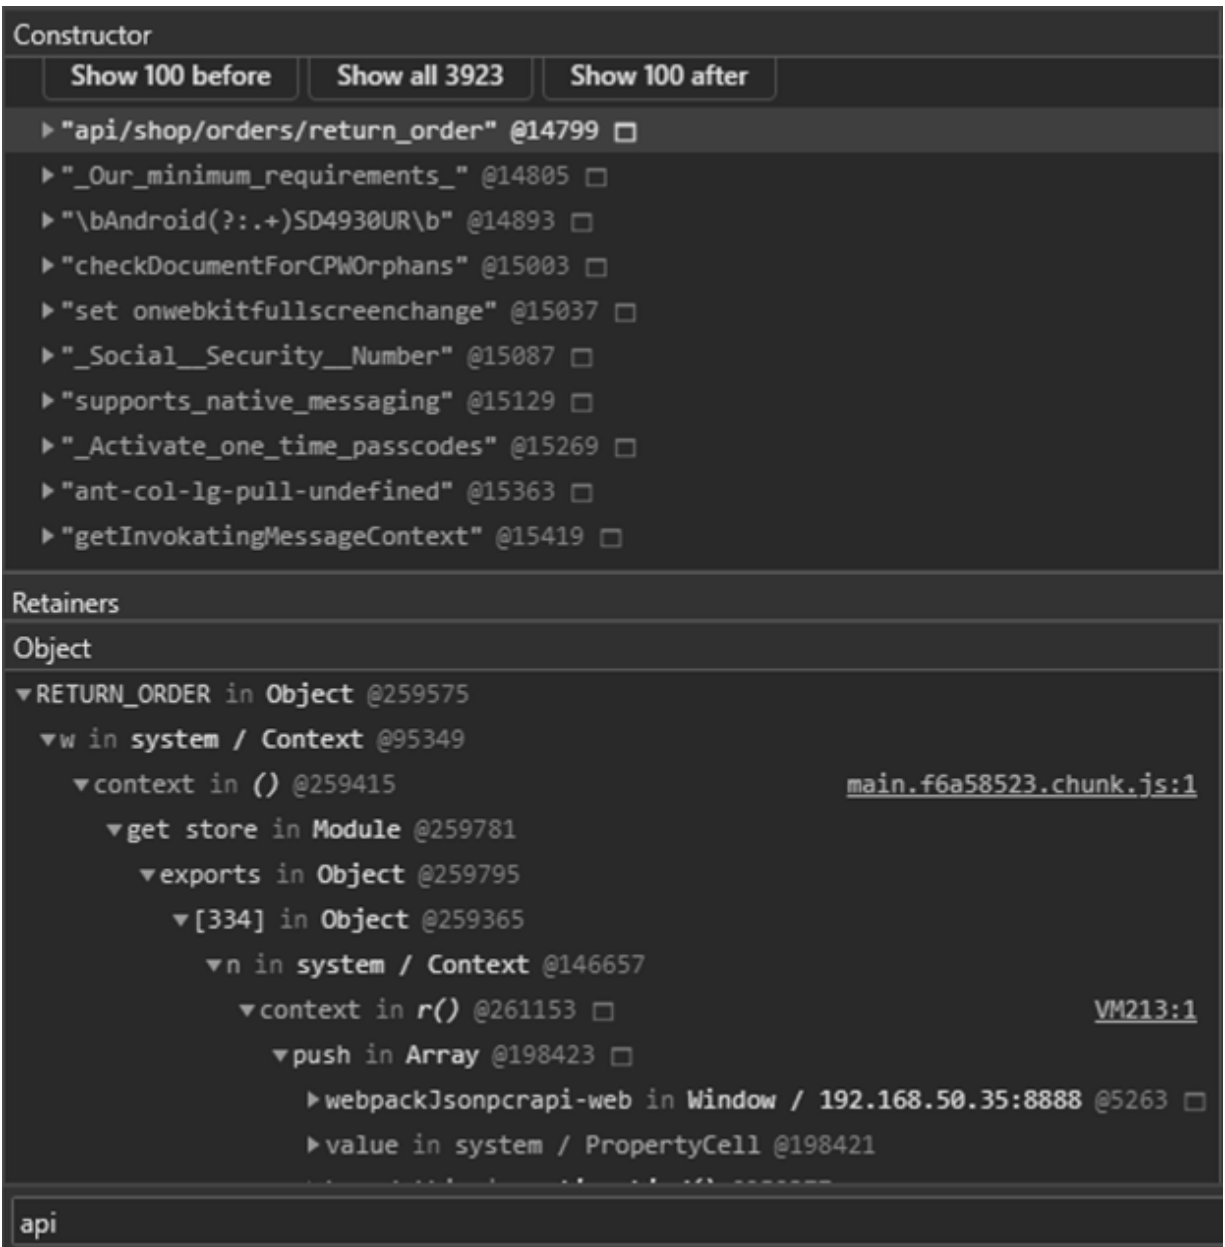 Constructor
Show 100 before Show all 3923 Show 100 after
"api/shop/orders/return_order" @14799
"_Our_minimum_requirements_" @14805
"\bAndroid(?:.+)SD4930UR\b" @14893
"checkDocumentForCPWOrphans" @15003
"set onwebkitfullscreenchange" @15037
"_Social__Security__Number" @15087
"supports_native_messaging" @15129
"_Activate_one_time_passcodes" @15269
"ant-col-lg-pull-undefined" @15363
"getInvokatingMessageContext" @15419
Retainers
Object
RETURN_ORDER in Object @259575
w in system / Context @95349
context in () @259415 main.f6a58523.chunk.js:1
get store in Module @259781
exports in Object @259795
[334] in Object @259365
n in system / Context @146657
context in r() @261153 VM213:1
push in Array @198423
webpackJsonpcrapi-web in Window / 192.168.50.35:8888 @5263
value in system / PropertyCell @198421
api